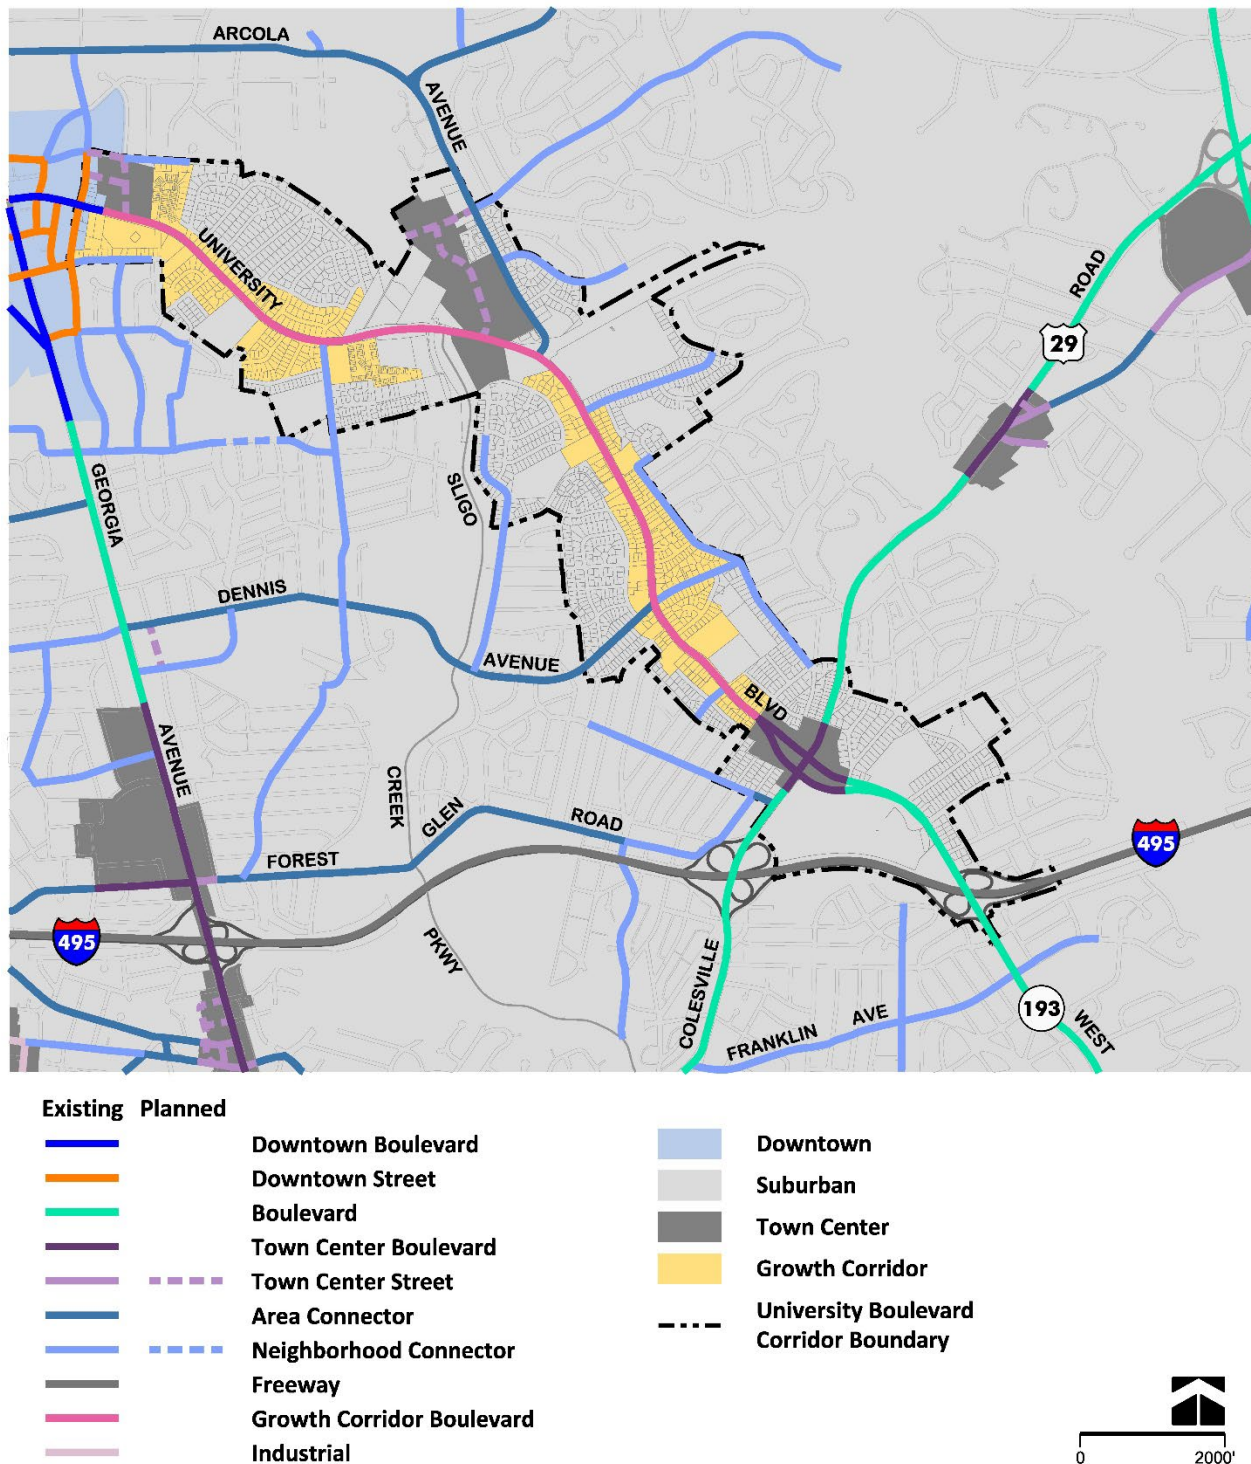 ARCOLA
AVENUE
UNIVERSITY
ROAD
29
GEORGIA
SLIGO
DENNIS
AVENUE
BLVD
AVENUE
CREEK
GLEN
ROAD
FOREST
495
495
PKWY
COLESVILLE
FRANKLIN AVE
193
WEST
Existing Planned
Downtown Boulevard
Downtown Street
Boulevard
Town Center Boulevard
Town Center Street
Area Connector
Neighborhood Connector
Freeway
Growth Corridor Boulevard
Industrial
Downtown
Suburban
Town Center
Growth Corridor
University Boulevard
Corridor Boundary
0 2000'